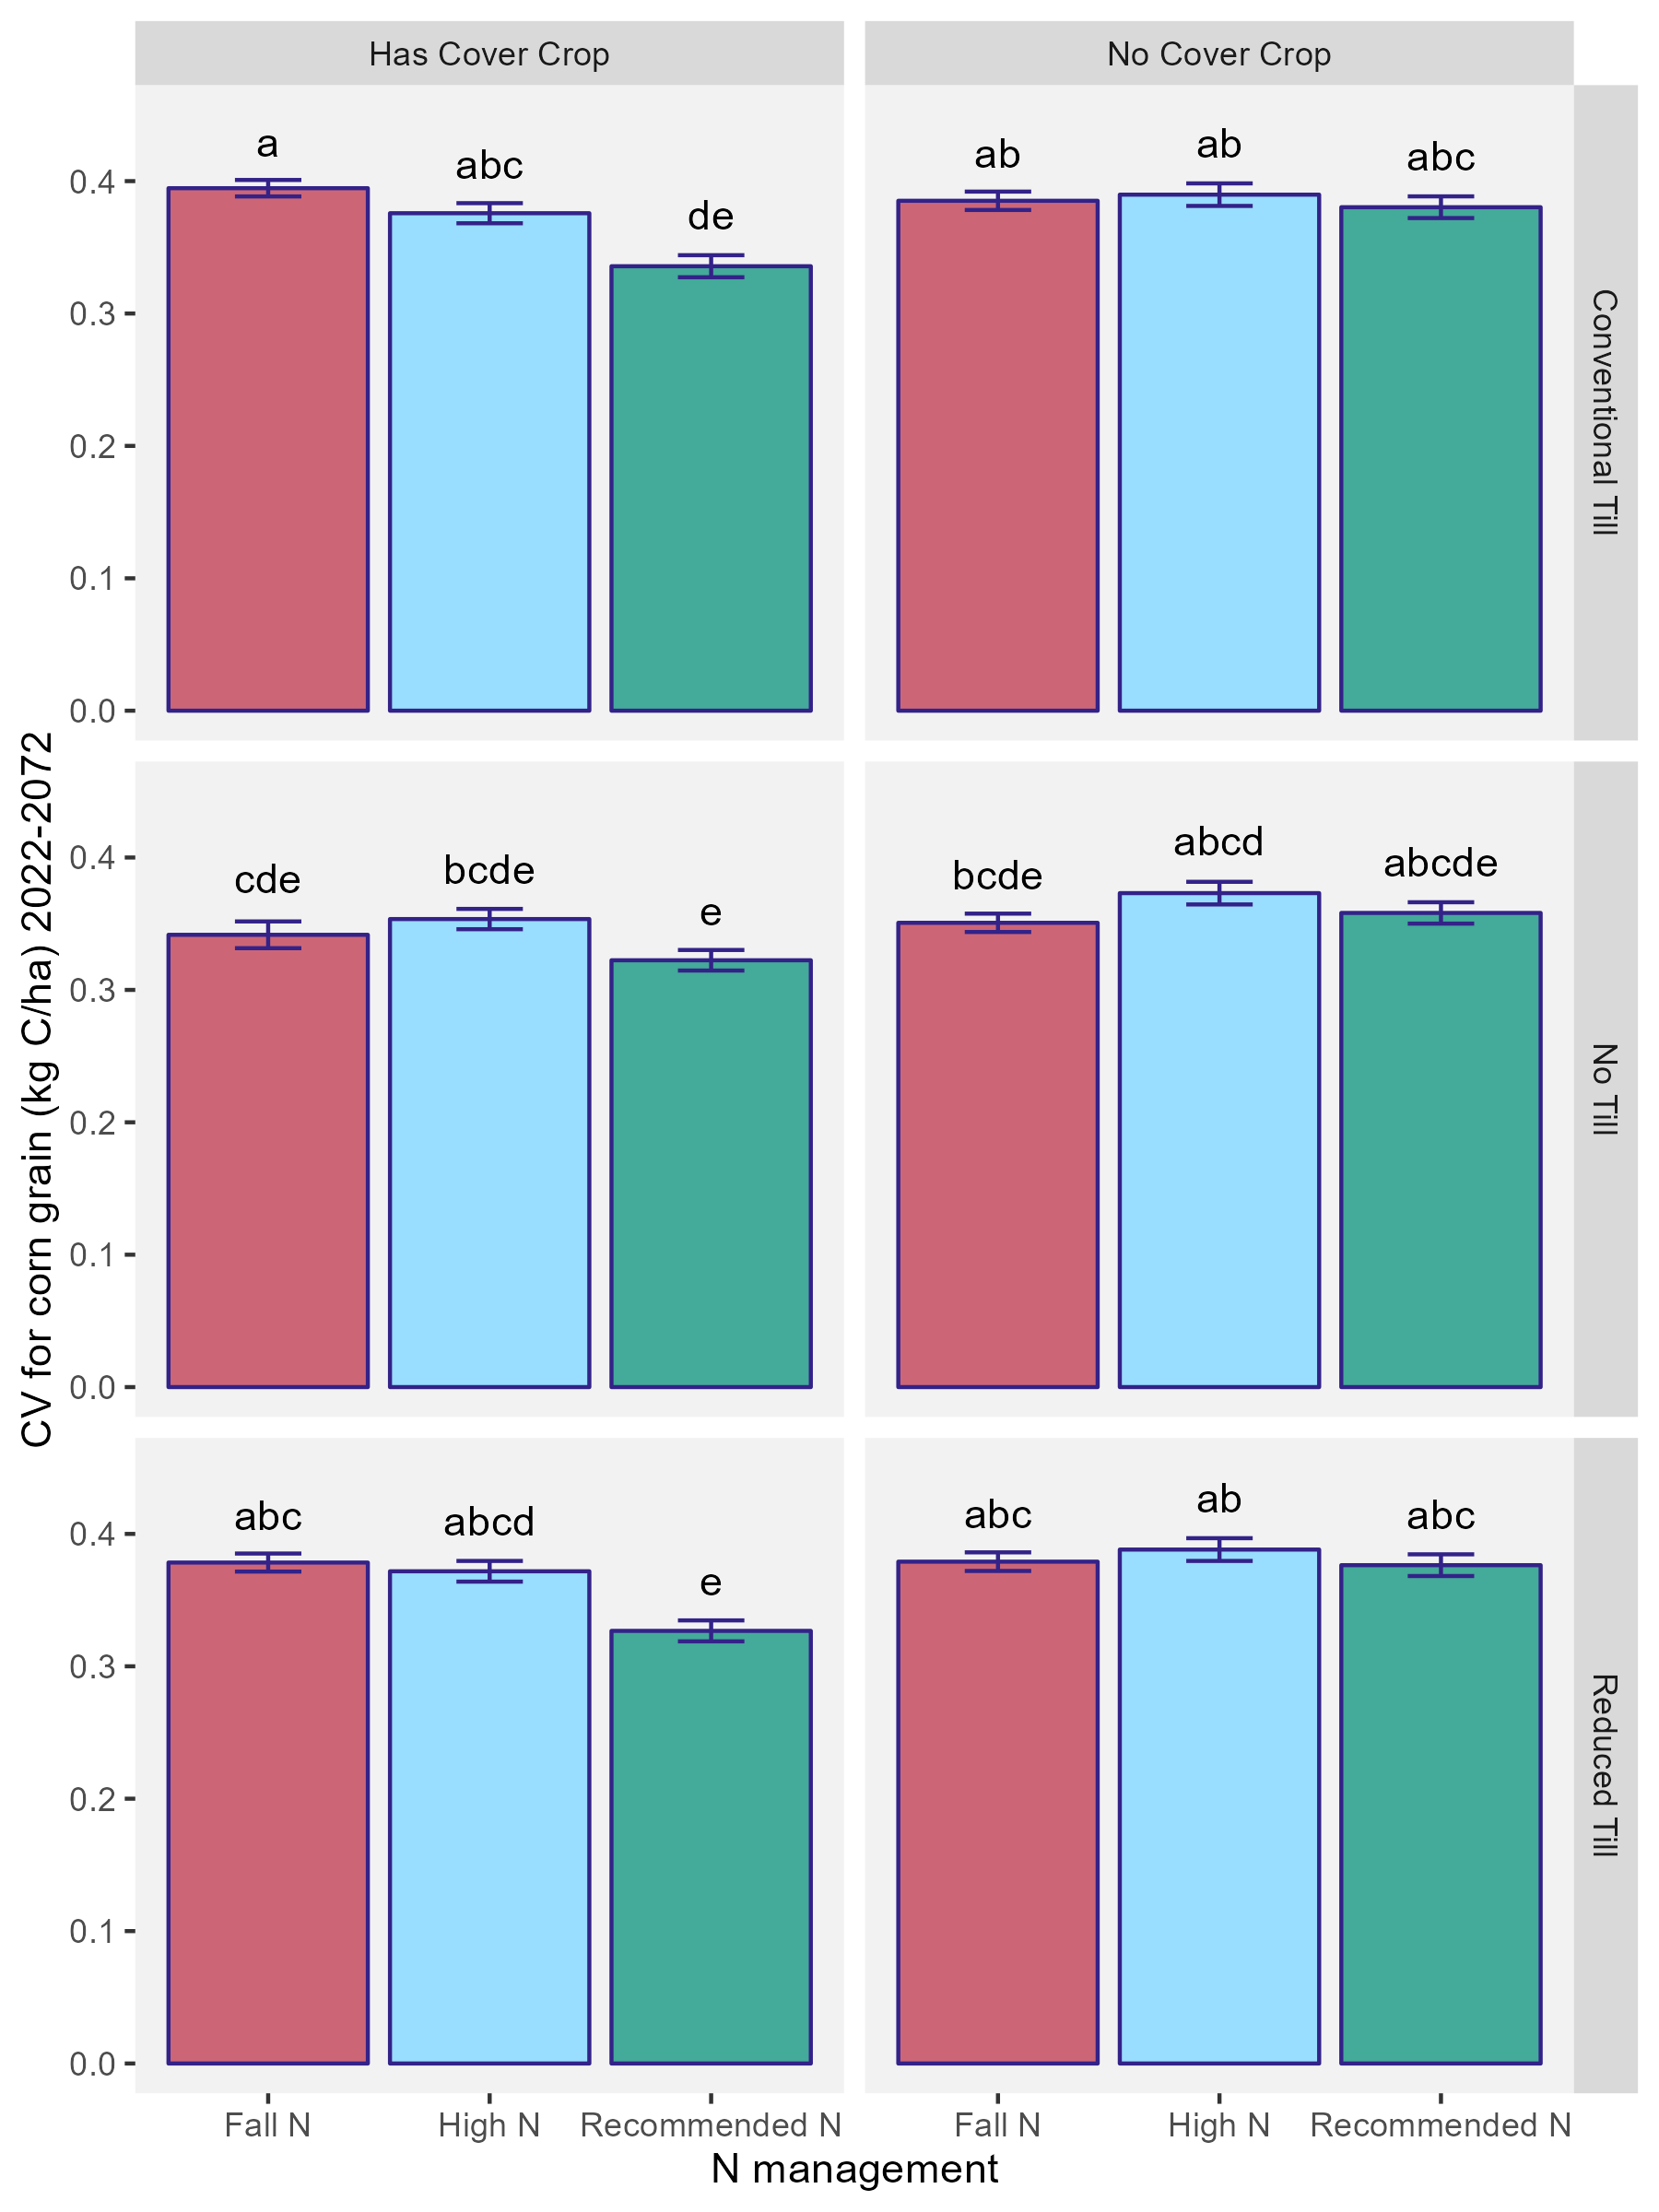 Has Cover Crop
No Cover Crop
a
abc
de
ab
ab
abc
0.4
0.3
0.2
0.1
0.0
Conventional Till
cde
bcde
e
bcde
abcd
abcde
0.4
0.3
0.2
0.1
0.0
No Till
abc
abcd
e
abc
ab
abc
0.4
0.3
0.2
0.1
0.0
Reduced Till
CV for corn grain (kg C/ha) 2022-2072
Fall N
High N
Recommended N
Fall N
High N
Recommended N
N management